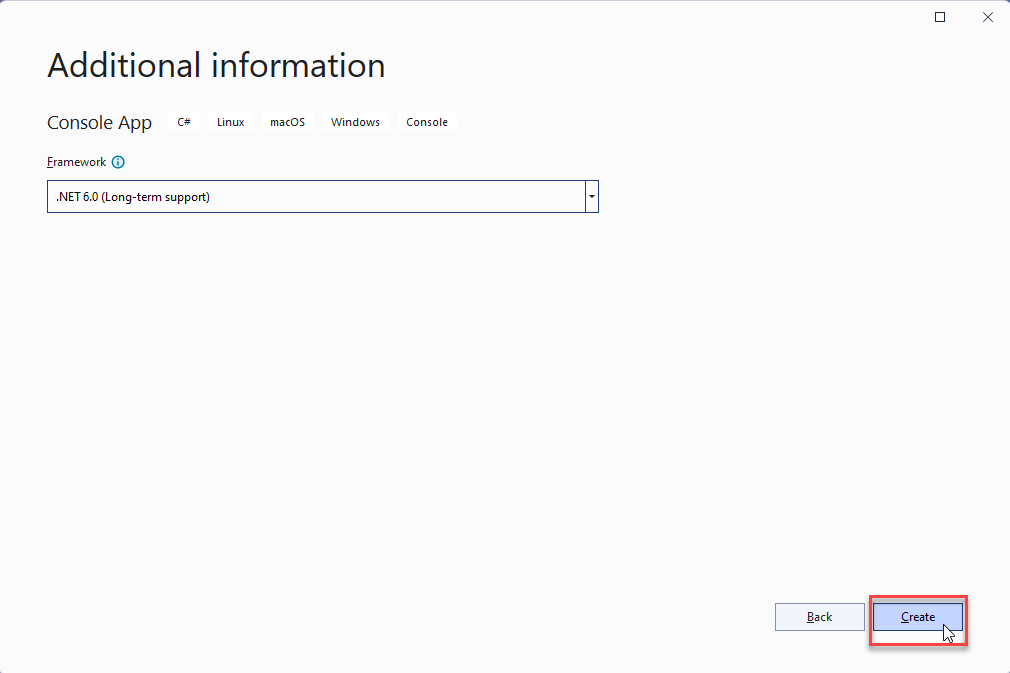 Additional information
Console App C# Linux macOS Windows Console
Framework
.NET 6.0 (Long-term support)
Back Create